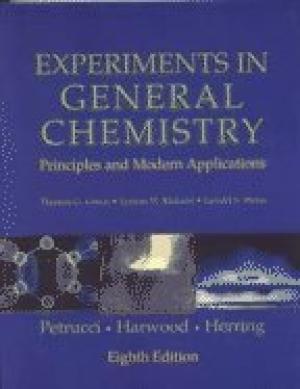 EXPERIMENTS IN
GENERAL
CHEMISTRY
Principles and Modern Applications
Petrucci • Harwood • Herring
Eighth Edition